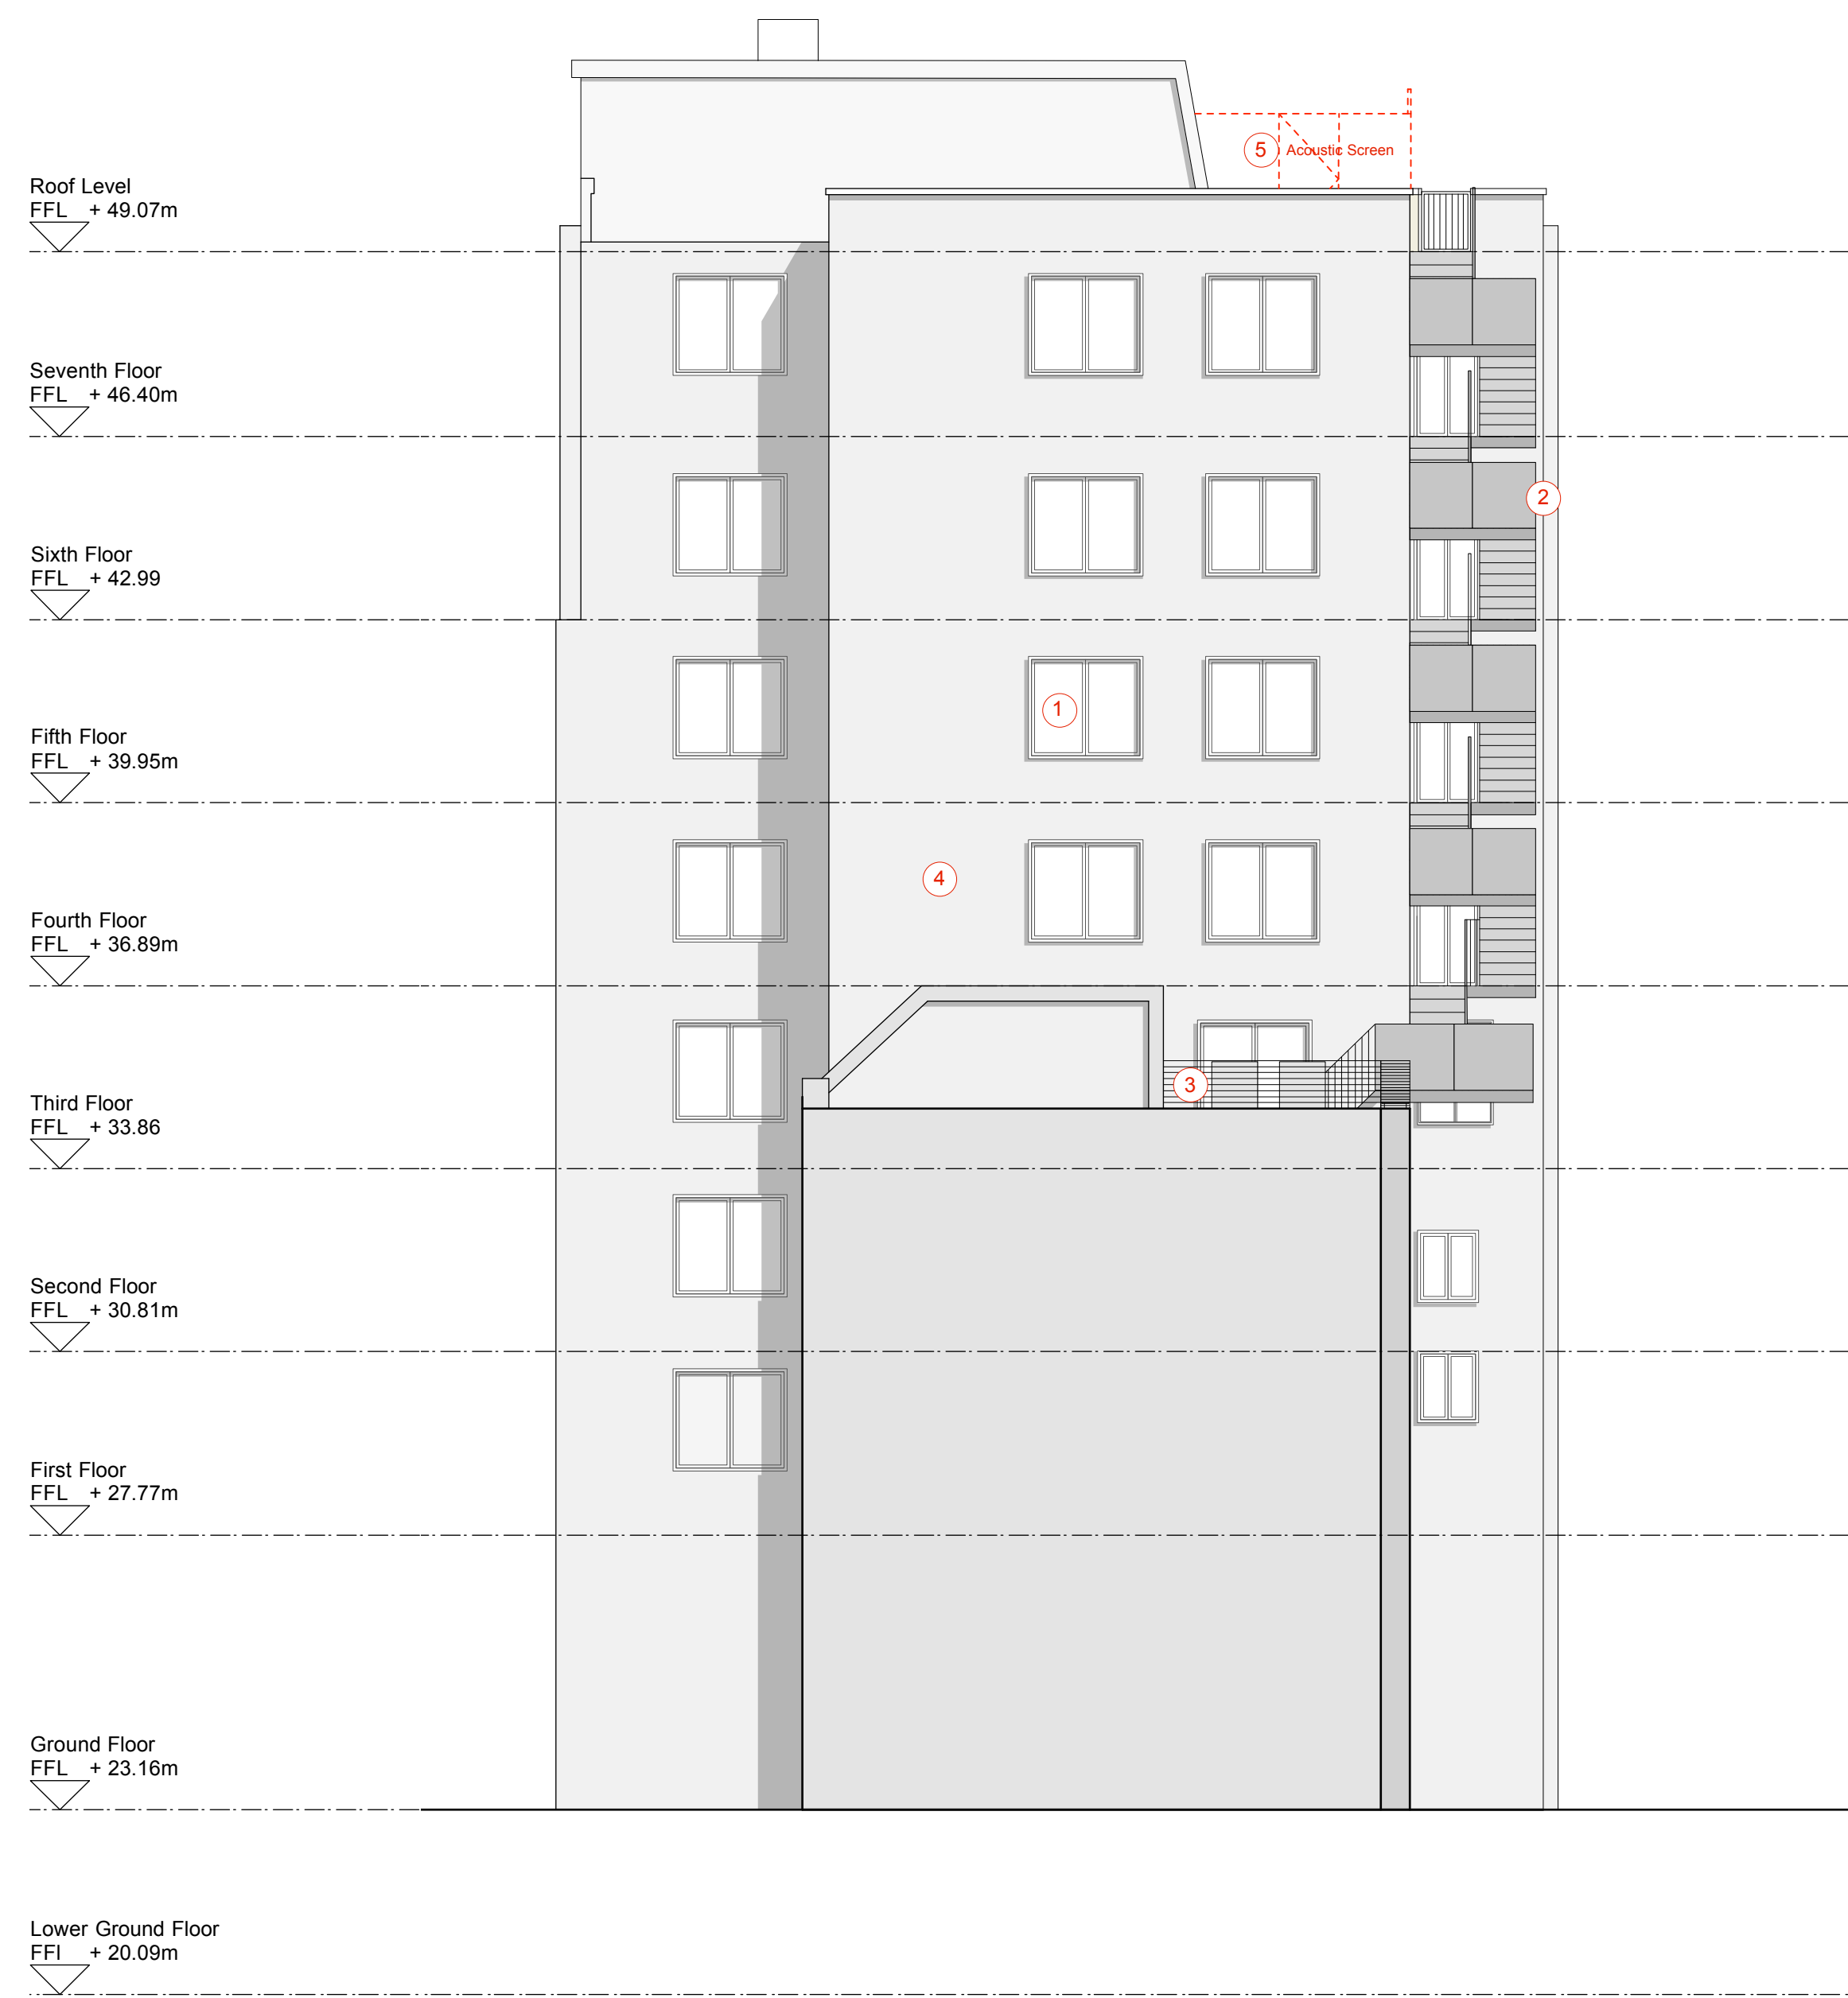 5 Acoustic Screen
Roof Level
FFL + 49.07m
Seventh Floor
FFL + 46.40m
2
Sixth Floor
FFL + 42.99
1
Fifth Floor
FFL + 39.95m
4
Fourth Floor
FFL + 36.89m
3
Third Floor
FFL + 33.86
Second Floor
FFL + 30.81m
First Floor
FFL + 27.77m
Ground Floor
FFL + 23.16m
Lower Ground Floor
FFl + 20.09m